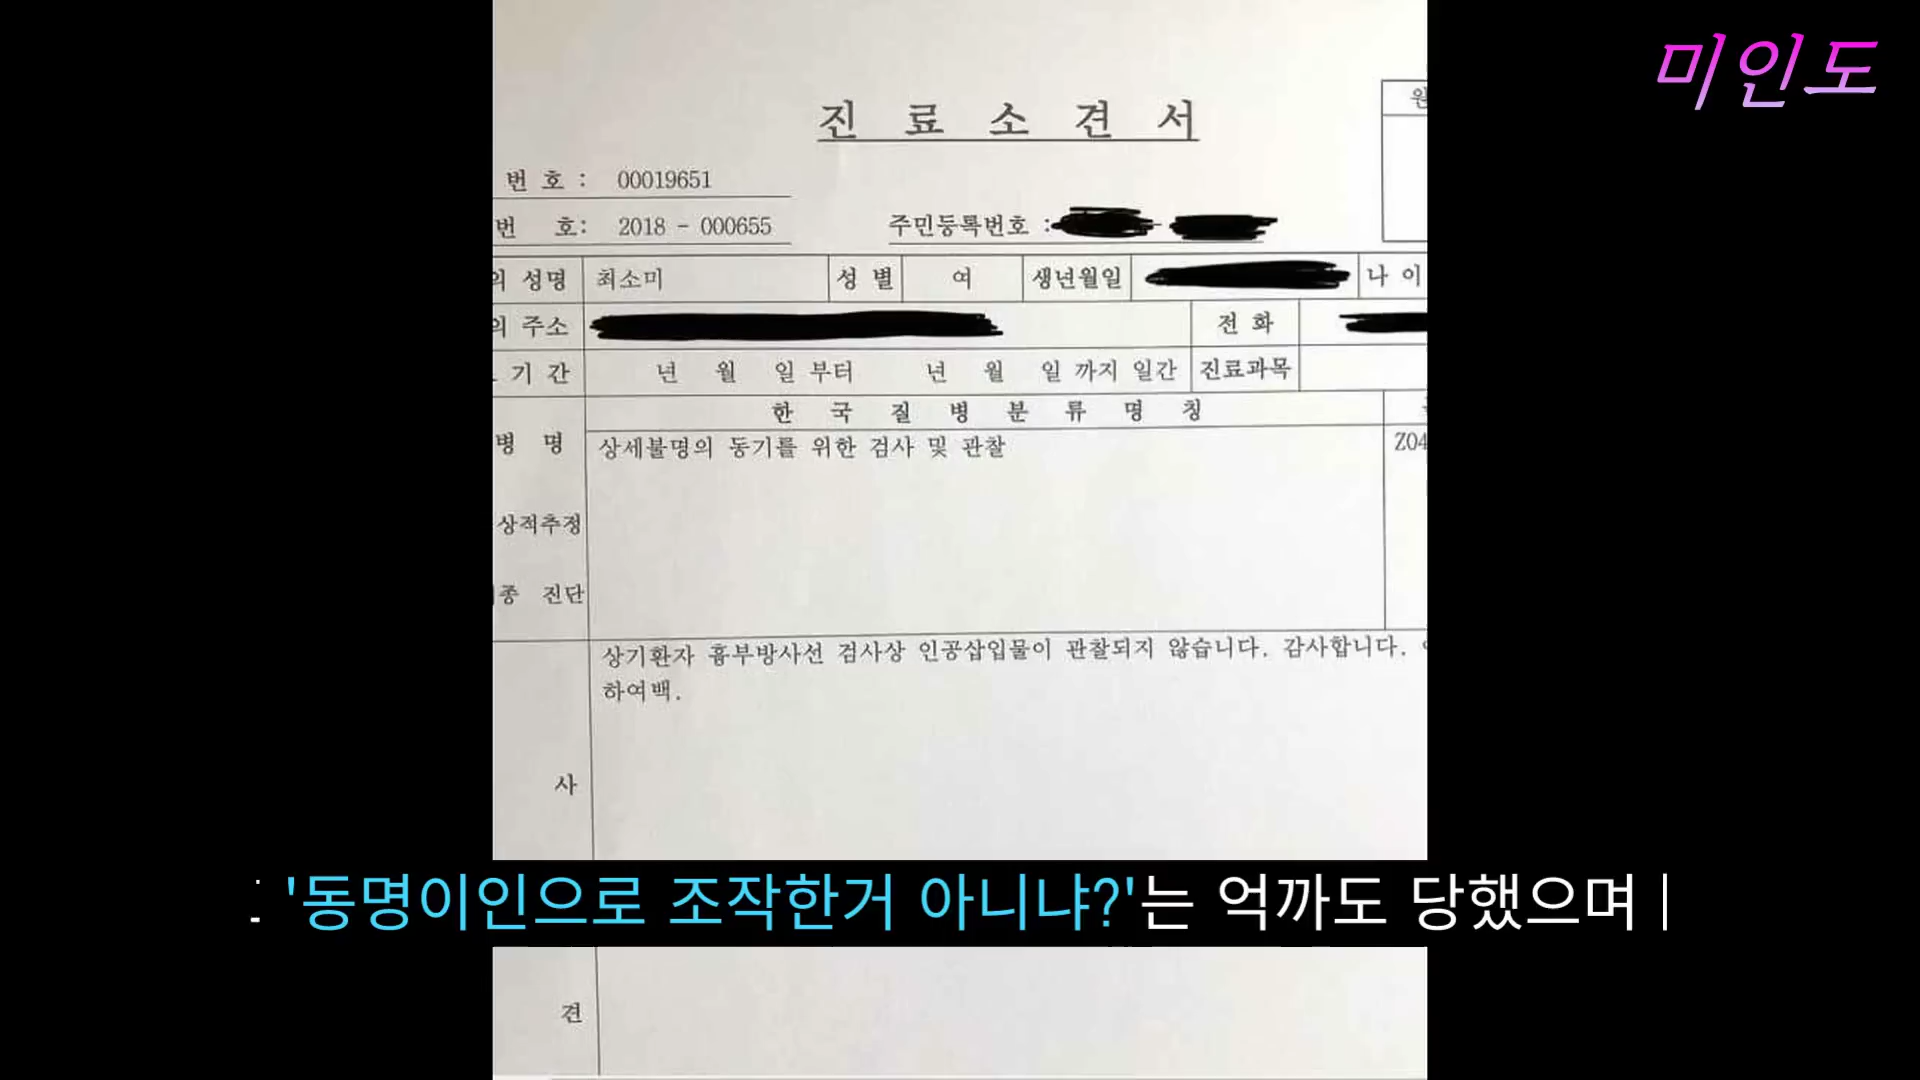 미인도
진 료 소 견 서
번 호 : 00019651
번 호: 2018 - 000655 주민등록번호 :
의 성명 최소미 성 별 여 생년월일 나 이
의 주소 전 화
기 간 년 월 일 부터 년 월 일 까지 일간 진료과목
한 국 질 병 분 류 명 칭
병 명 상세불명의 동기를 위한 검사 및 관찰 Z04
상적추정
종 진단
상기환자 흉부방사선 검사상 인공삽입물이 관찰되지 않습니다. 감사합니다.
하여백.
사
'동명이인으로 조작한거 아니냐?'는 억까도 당했으며
견